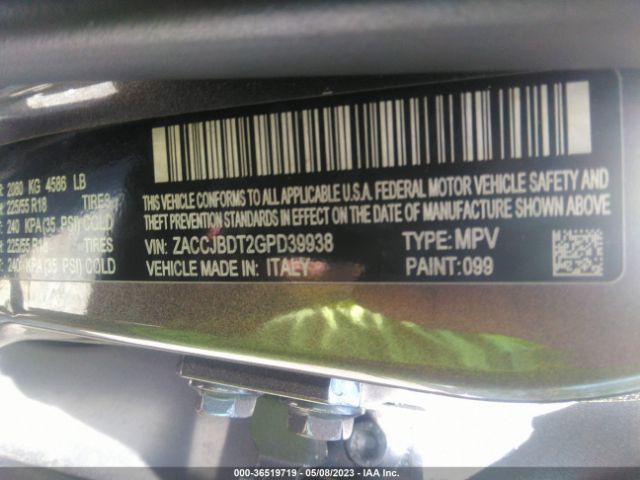 2080 KG 4586 LB
225/55 R18 TIRES
240 KPA (35 PSI) COLD
225/55 R18 TIRES
240 KPA (35 PSI) COLD
THIS VEHICLE CONFORMS TO ALL APPLICABLE U.S.A. FEDERAL MOTOR VEHICLE SAFETY AND
THEFT PREVENTION STANDARDS IN EFFECT ON THE DATE OF MANUFACTURE SHOWN ABOVE.
VIN: ZACCJBDT2GPD39938 TYPE: MPV
VEHICLE MADE IN: ITALY PAINT: 099
000-36519719 - 05/08/2023 - IAA Inc.